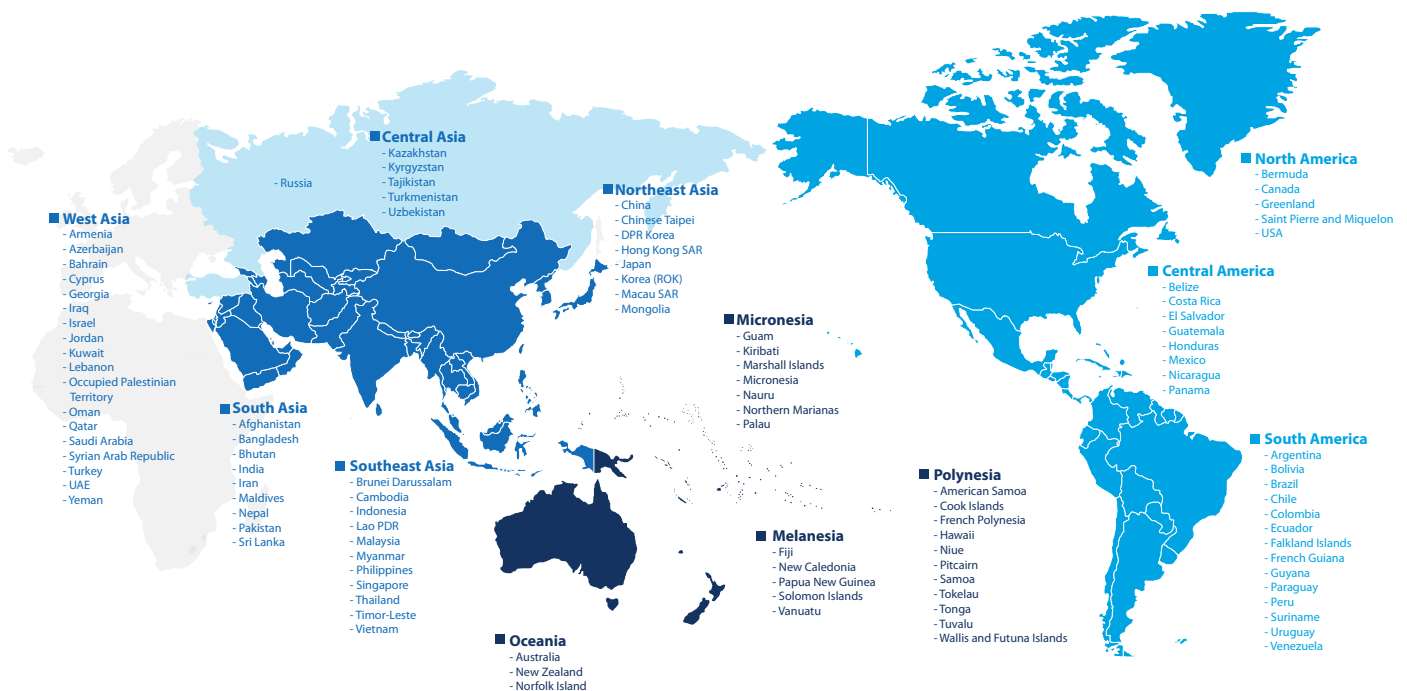 Central Asia
- Kazakhstan
- Kyrgyzstan
- Tajikistan
- Turkmenistan
- Uzbekistan
- Russia
Northeast Asia
- China
- Chinese Taipei
- DPR Korea
- Hong Kong SAR
- Japan
- Korea (ROK)
- Macau SAR
- Mongolia
West Asia
- Armenia
- Azerbaijan
- Bahrain
- Cyprus
- Georgia
- Iraq
- Israel
- Jordan
- Kuwait
- Lebanon
- Occupied Palestinian
Territory
- Oman
- Qatar
- Saudi Arabia
- Syrian Arab Republic
- Turkey
- UAE
- Yeman
South Asia
- Afghanistan
- Bangladesh
- Bhutan
- India
- Iran
- Maldives
- Nepal
- Pakistan
- Sri Lanka
Southeast Asia
- Brunei Darussalam
- Cambodia
- Indonesia
- Lao PDR
- Malaysia
- Myanmar
- Philippines
- Singapore
- Thailand
- Timor-Leste
- Vietnam
Oceania
- Australia
- New Zealand
- Norfolk Island
Micronesia
- Guam
- Kiribati
- Marshall Islands
- Micronesia
- Nauru
- Northern Marianas
- Palau
Melanesia
- Fiji
- New Caledonia
- Papua New Guinea
- Solomon Islands
- Vanuatu
Polynesia
- American Samoa
- Cook Islands
- French Polynesia
- Hawaii
- Niue
- Pitcairn
- Samoa
- Tokelau
- Tonga
- Tuvalu
- Wallis and Futuna Islands
North America
- Bermuda
- Canada
- Greenland
- Saint Pierre and Miquelon
- USA
Central America
- Belize
- Costa Rica
- El Salvador
- Guatemala
- Honduras
- Mexico
- Nicaragua
- Panama
South America
- Argentina
- Bolivia
- Brazil
- Chile
- Colombia
- Ecuador
- Falkland Islands
- French Guiana
- Guyana
- Paraguay
- Peru
- Suriname
- Uruguay
- Venezuela